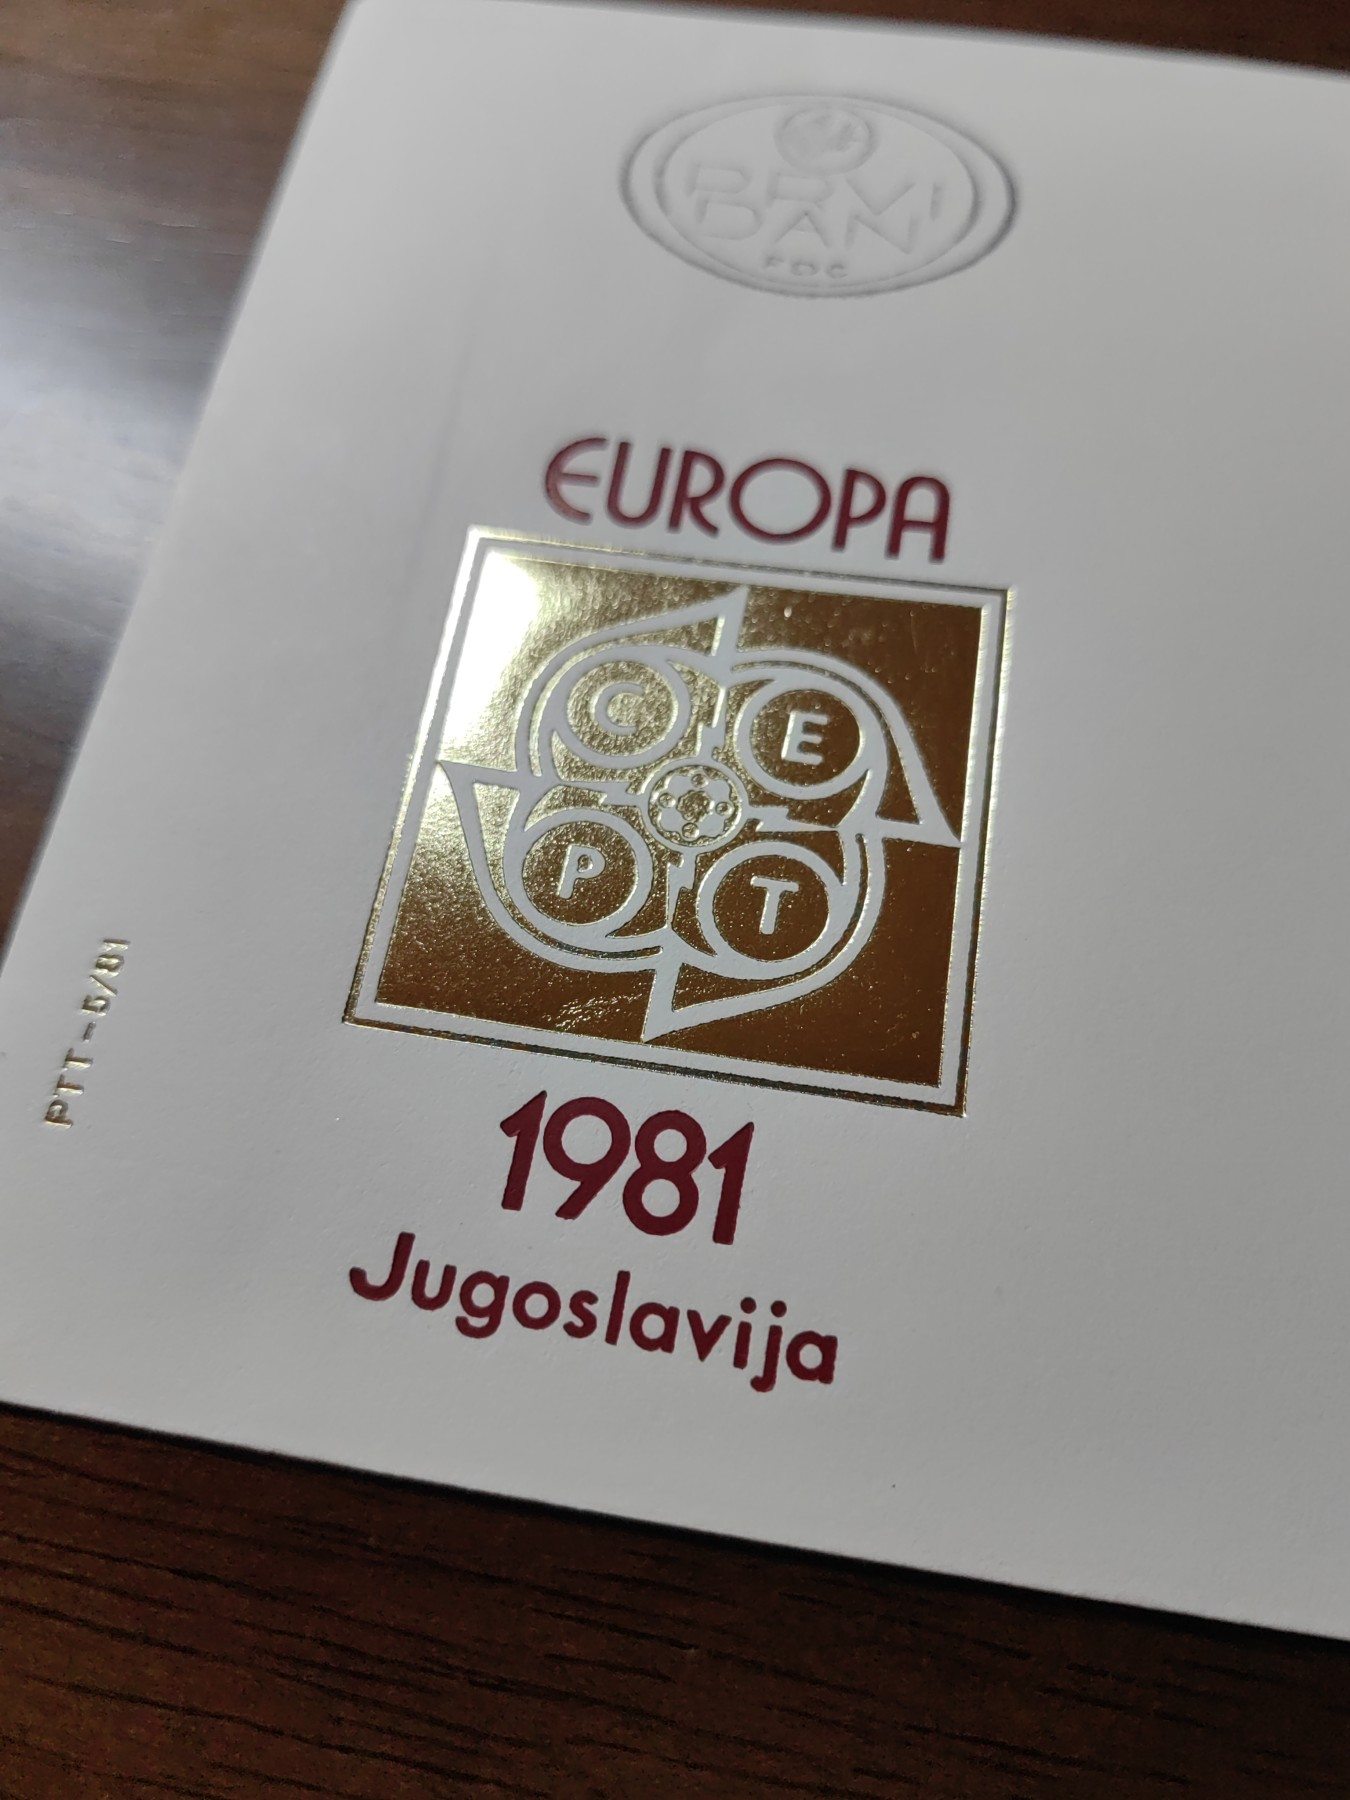 PRVI
DAN
FDC
EUROPA
C E
P T
1981
Jugoslavija
PTT-5/81